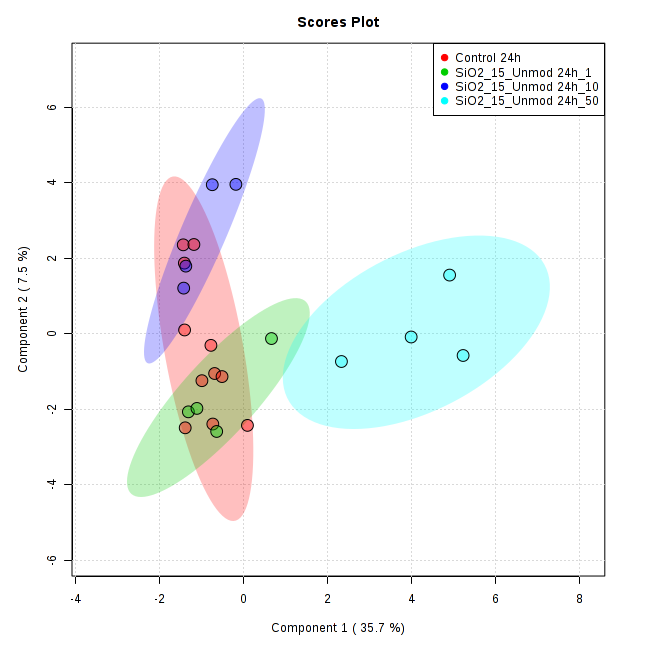 Scores Plot
Control 24h
SiO2_15_Unmod 24h_1
SiO2_15_Unmod 24h_10
SiO2_15_Unmod 24h_50
Component 2 ( 7.5 %)
6
4
2
0
-2
-4
-6
-4 -2 0 2 4 6 8
Component 1 ( 35.7 %)